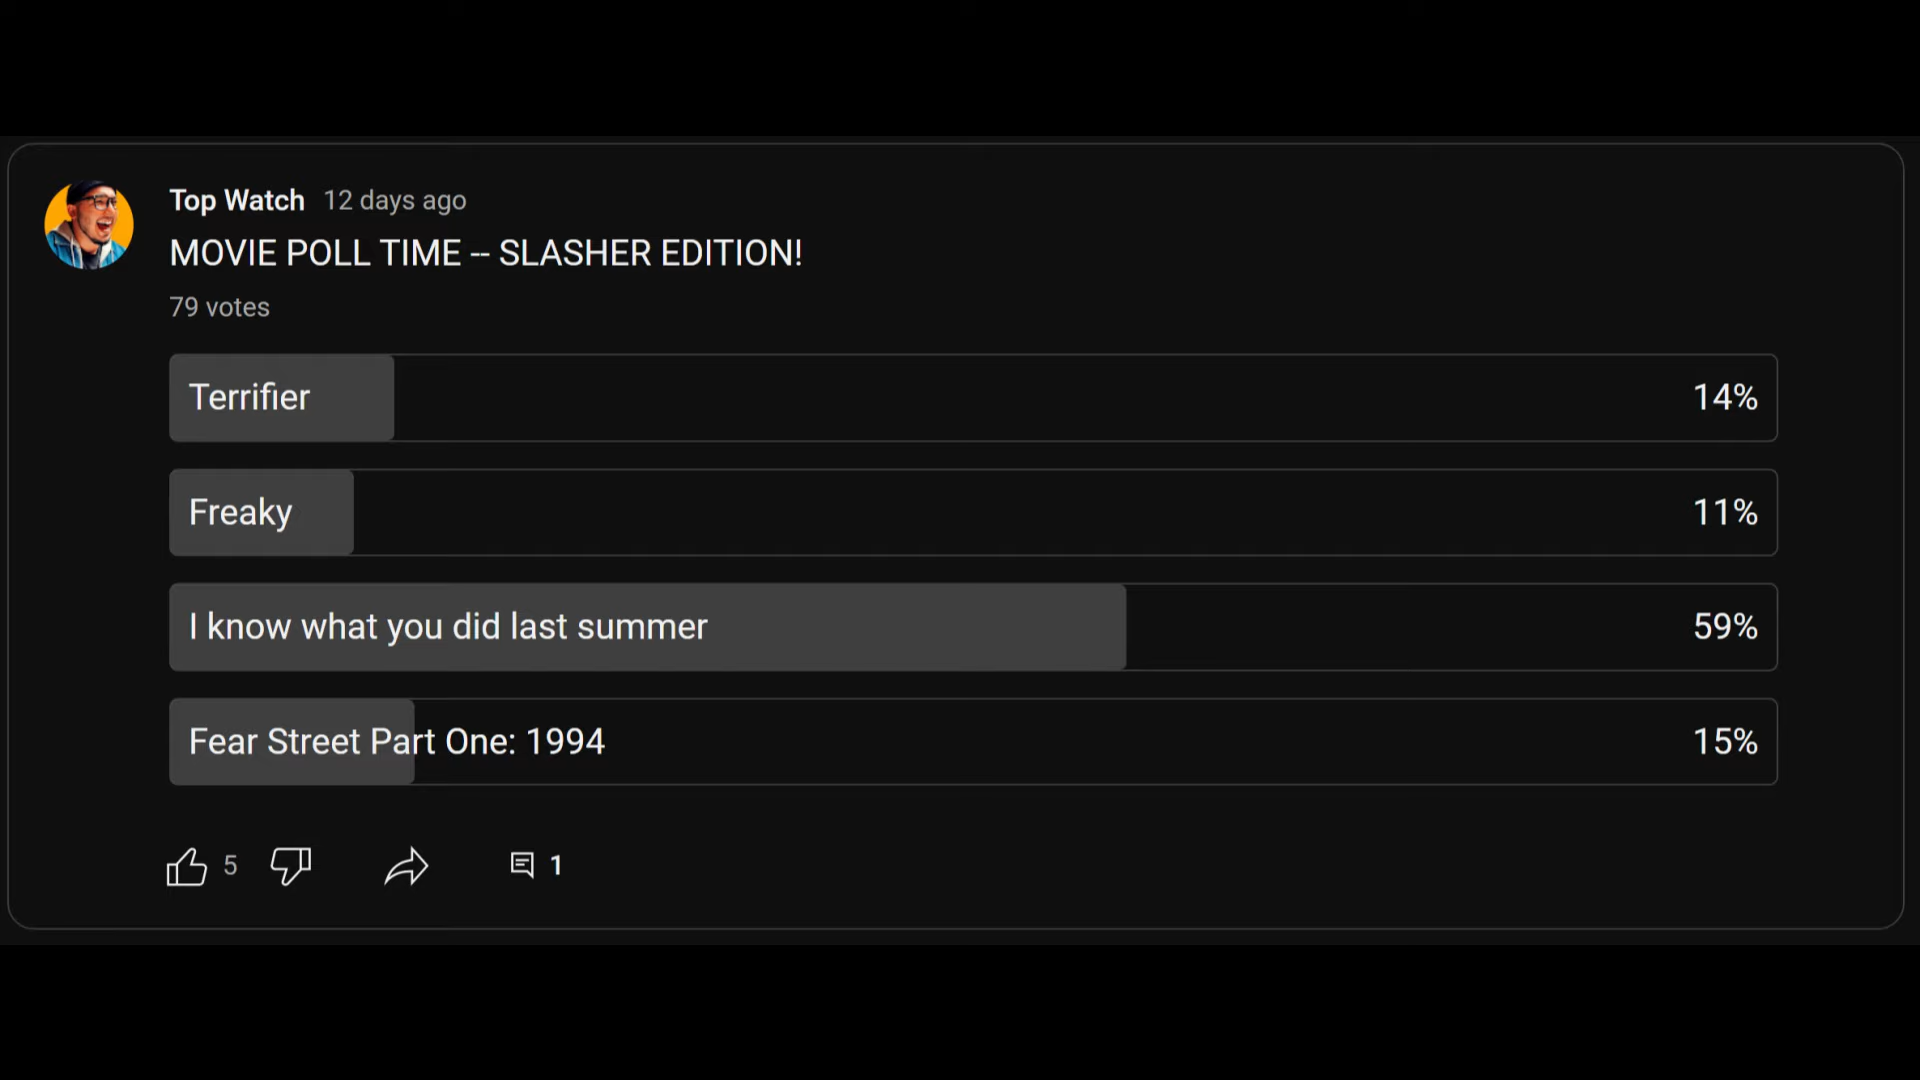 Top Watch 12 days ago
MOVIE POLL TIME -- SLASHER EDITION!
79 votes
Terrifier 14%
Freaky 11%
I know what you did last summer 59%
Fear Street Part One: 1994 15%
5 1